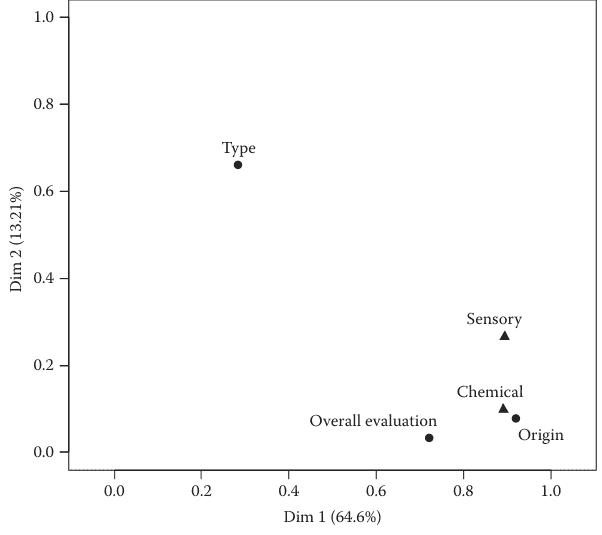 1.0
0.8
Type
0.6
Dim 2 (13.21%)
0.4
Sensory
0.2
Chemical
Overall evaluation
Origin
0.0
0.0 0.2 0.4 0.6 0.8 1.0
Dim 1 (64.6%)